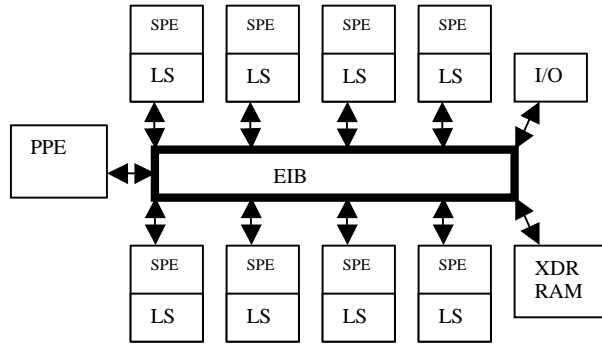 SPE SPE SPE SPE
LS LS LS LS I/O
PPE
EIB
SPE SPE SPE SPE
XDR
RAM
LS LS LS LS